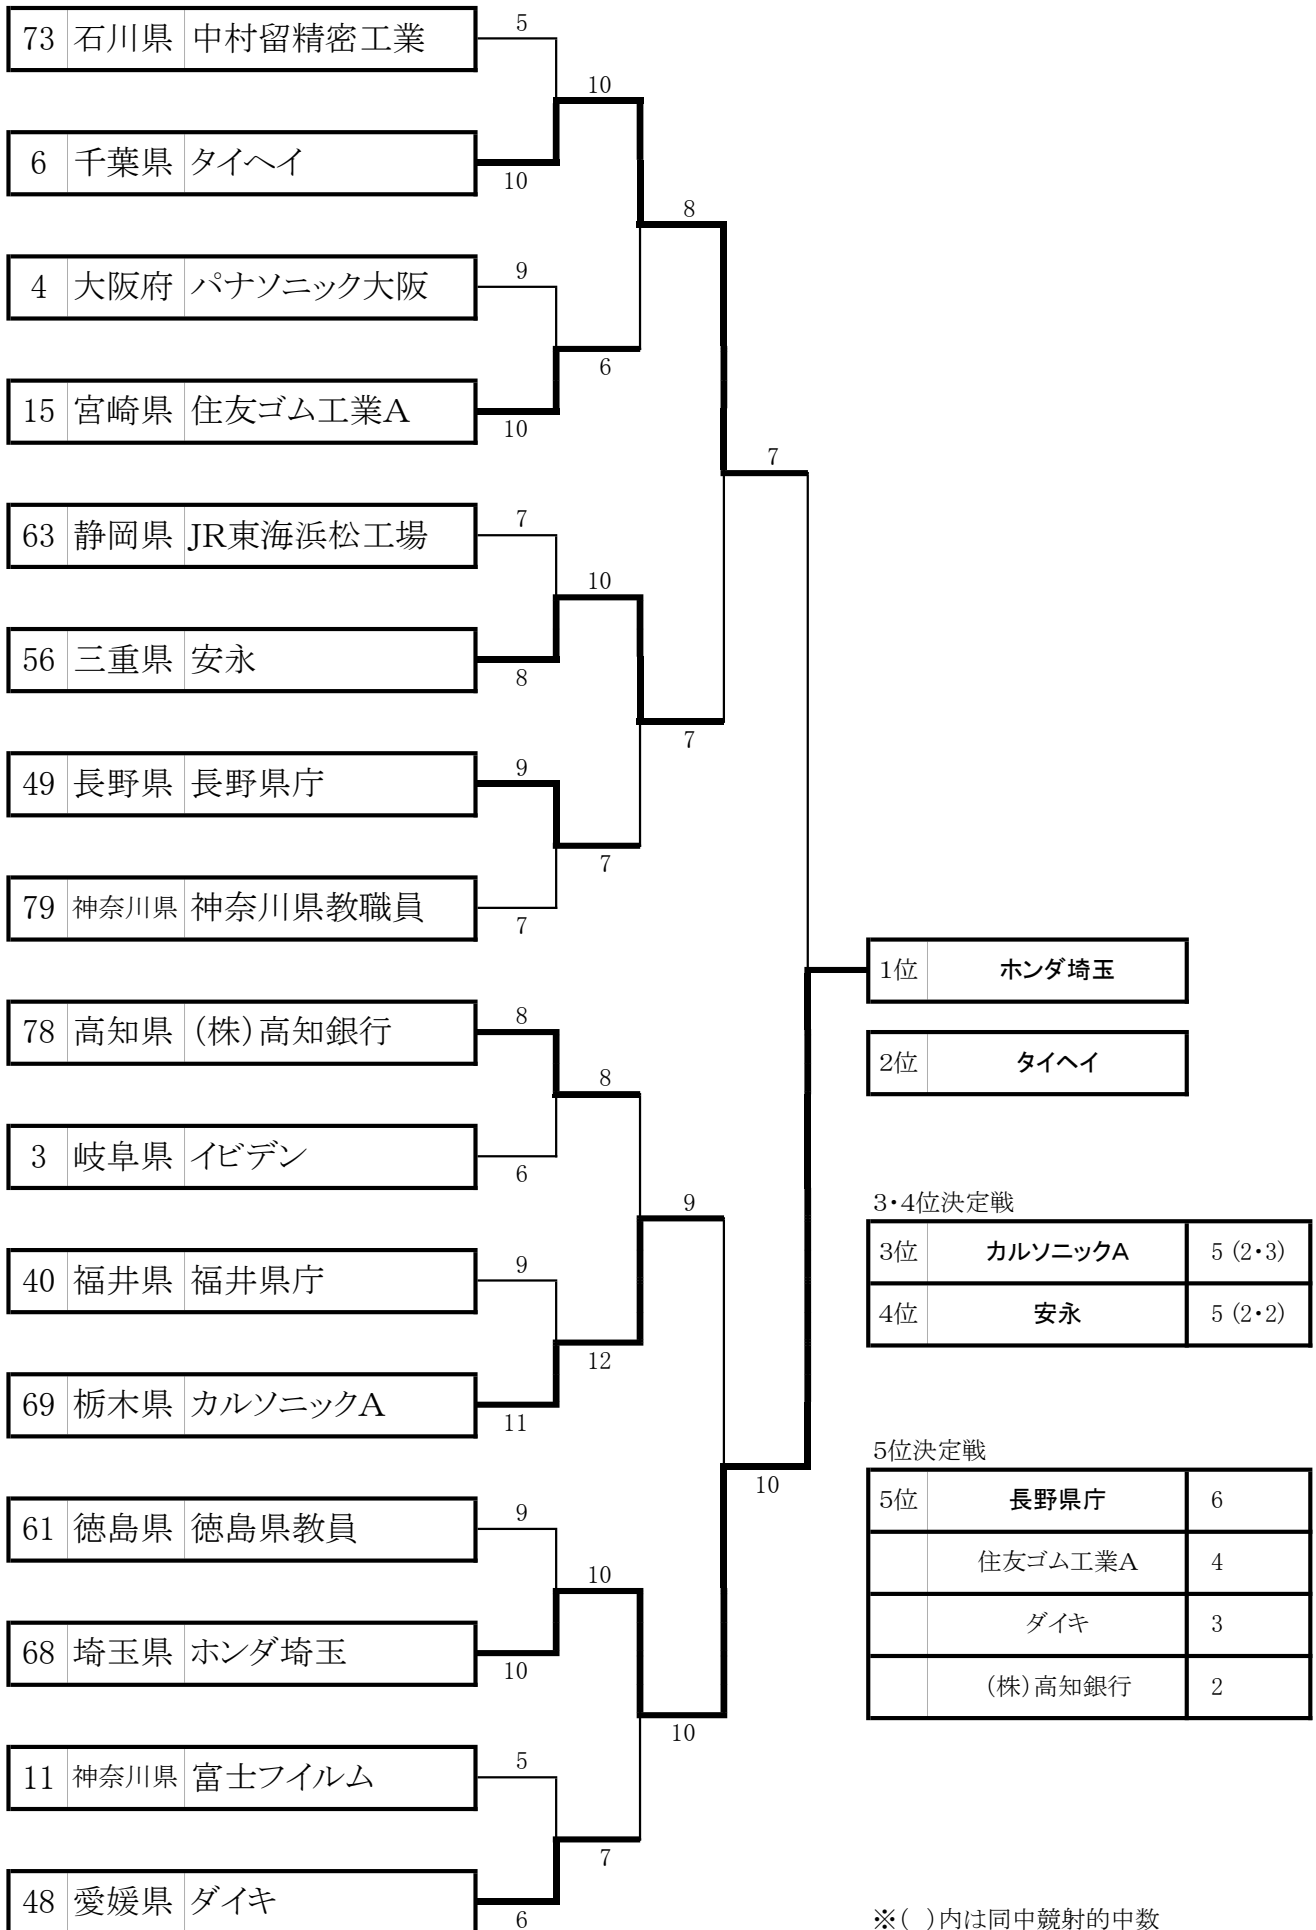 73 石川県 中村留精密工業 5
10
6 千葉県 タイヘイ 10
8
4 大阪府 パナソニック大阪 9
6
15 宮崎県 住友ゴム工業A 10
7
63 静岡県 JR東海浜松工場 7
10
56 三重県 安永 8
7
49 長野県 長野県庁 9
7
79 神奈川県 神奈川県教職員 7
1位 ホンダ埼玉
78 高知県 (株)高知銀行 8
2位 タイヘイ
8
3 岐阜県 イビデン 6
9
3・4位決定戦
3位 カルソニックA 5 (2・3)
40 福井県 福井県庁 9
4位 安永 5 (2・2)
12
69 栃木県 カルソニックA 11
5位決定戦
10
5位 長野県庁 6
61 徳島県 徳島県教員 9
住友ゴム工業A 4
10
ダイキ 3
68 埼玉県 ホンダ埼玉 10
(株)高知銀行 2
10
11 神奈川県 富士フイルム 5
7
48 愛媛県 ダイキ 6
※( )内は同中競射的中数